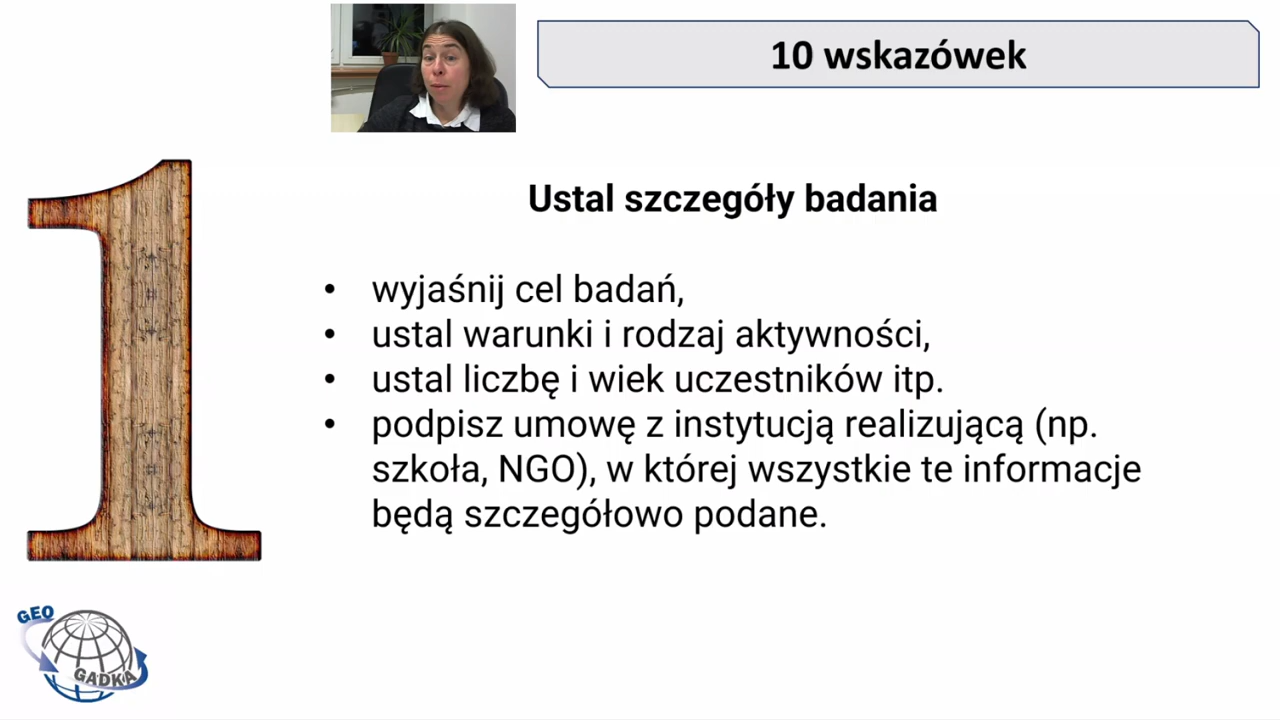 10 wskazówek
1
Ustal szczegóły badania
• wyjaśnij cel badań,
• ustal warunki i rodzaj aktywności,
• ustal liczbę i wiek uczestników itp.
• podpisz umowę z instytucją realizującą (np.
szkoła, NGO), w której wszystkie te informacje
będą szczegółowo podane.
GEO
GADKA